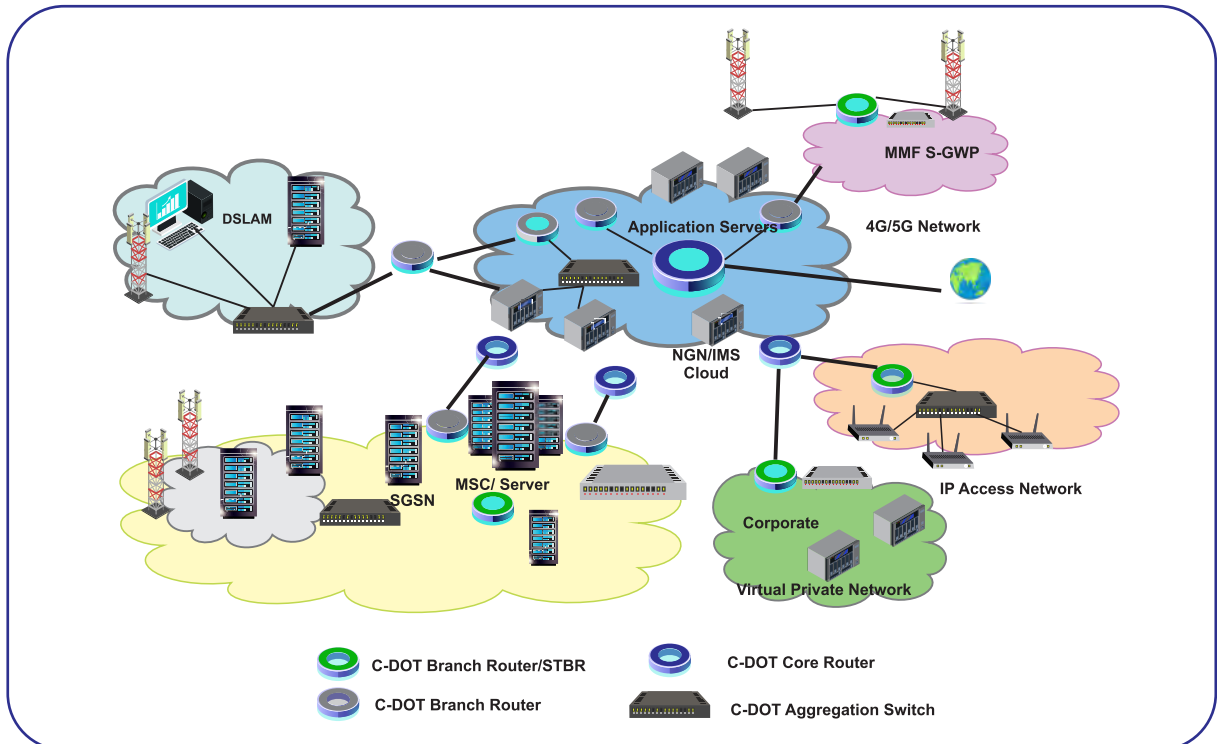 MMF S-GWP
DSLAM
Application Servers
4G/5G Network
NGN/IMS
Cloud
MSC/ Server
SGSN
IP Access Network
Corporate
Virtual Private Network
C-DOT Branch Router/STBR
C-DOT Core Router
C-DOT Branch Router
C-DOT Aggregation Switch